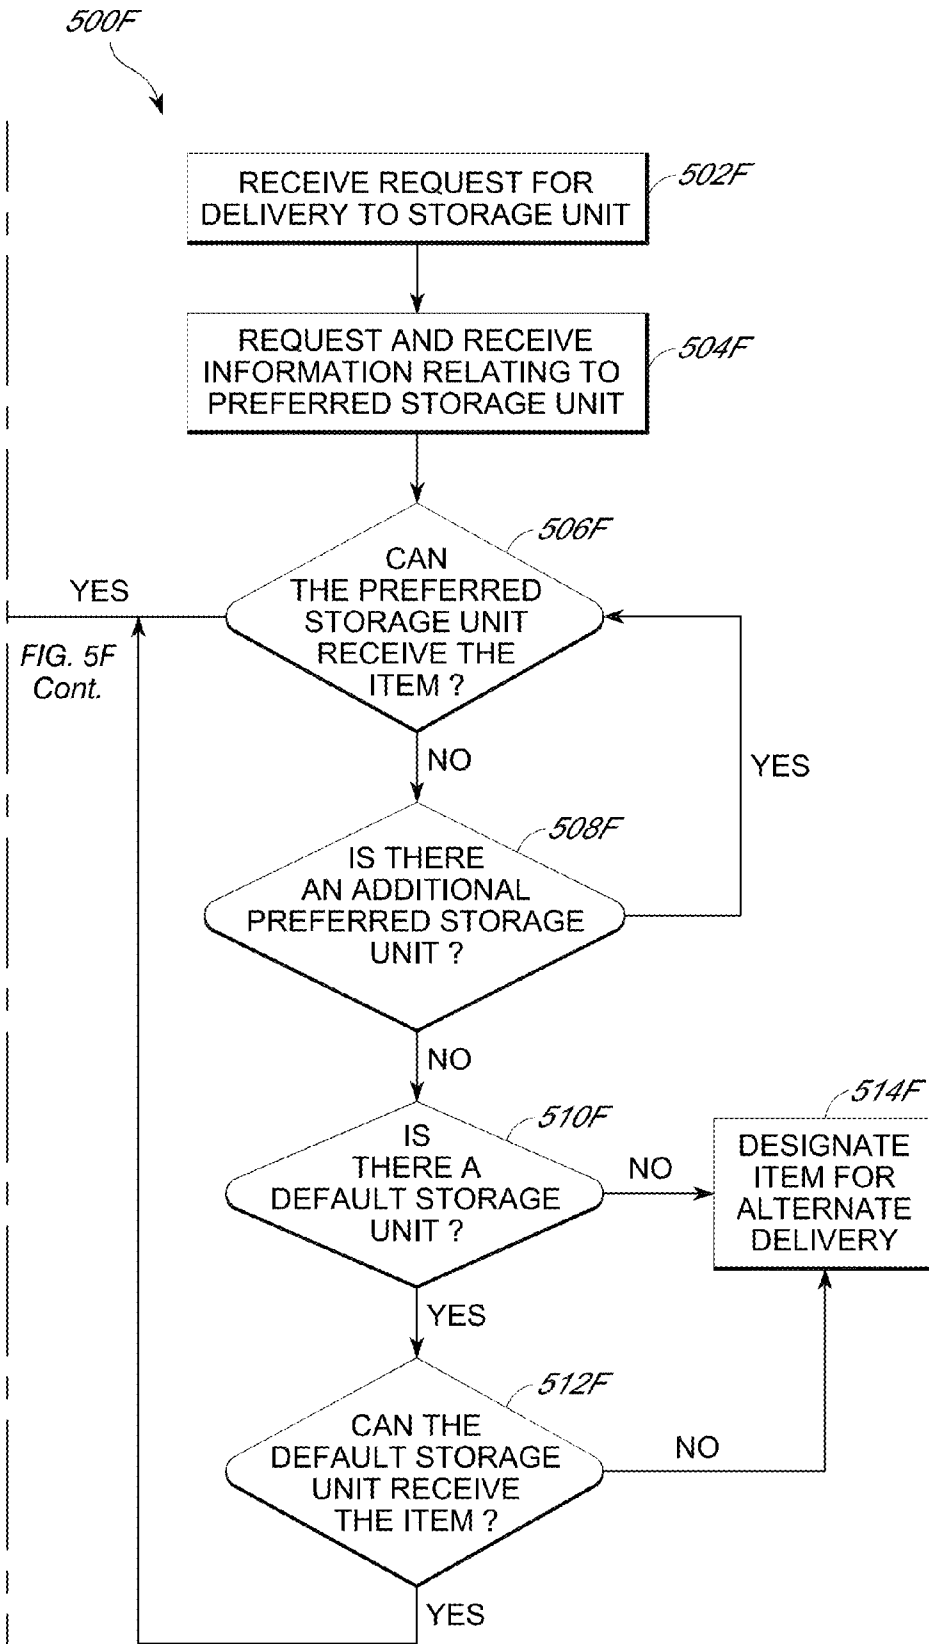 500F
RECEIVE REQUEST FOR
DELIVERY TO STORAGE UNIT
502F
REQUEST AND RECEIVE
INFORMATION RELATING TO
PREFERRED STORAGE UNIT
504F
506F
CAN
THE PREFERRED
STORAGE UNIT
RECEIVE THE
ITEM ?
YES
FIG. 5F
Cont.
NO
YES
508F
IS THERE
AN ADDITIONAL
PREFERRED STORAGE
UNIT ?
NO
510F
IS
THERE A
DEFAULT STORAGE
UNIT ?
NO
514F
DESIGNATE
ITEM FOR
ALTERNATE
DELIVERY
YES
512F
CAN THE
DEFAULT STORAGE
UNIT RECEIVE
THE ITEM ?
NO
YES